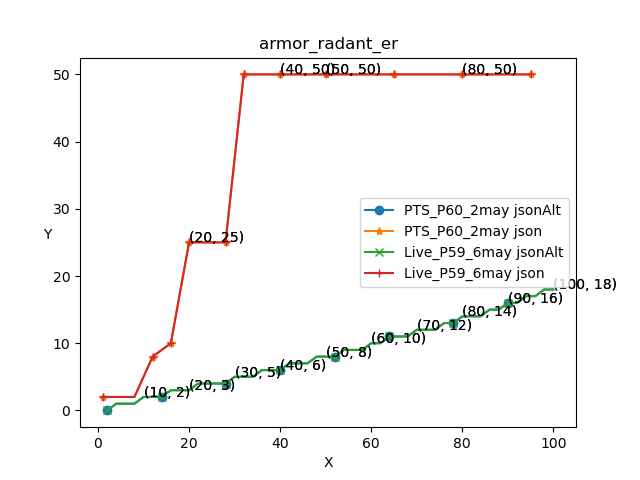 armor_radant_er
50
(40, 50)
(50, 50)
(80, 50)
40
30
Y
PTS_P60_2may jsonAlt
PTS_P60_2may json
Live_P59_6may jsonAlt
Live_P59_6may json
(20, 25)
20
(100, 18)
(90, 16)
(80, 14)
(70, 12)
10
(60, 10)
(50, 8)
(40, 6)
(30, 5)
(20, 3)
(10, 2)
0
0 20 40 60 80 100
X